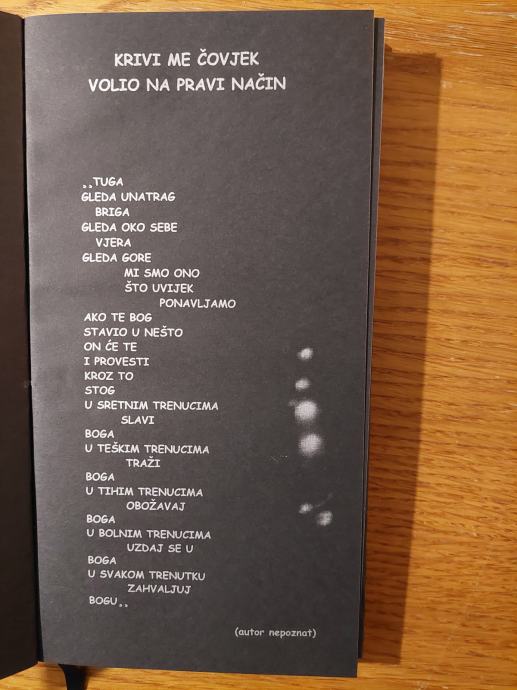 KRIVI ME ČOVJEK
VOLIO NA PRAVI NAČIN
„TUGA
GLEDA UNATRAG
BRIGA
GLEDA OKO SEBE
VJERA
GLEDA GORE
MI SMO ONO
ŠTO UVIJEK
PONAVLJAMO
AKO TE BOG
STAVIO U NEŠTO
ON ĆE TE
I PROVESTI
KROZ TO
STOG
U SRETNIM TRENUCIMA
SLAVI
BOGA
U TEŠKIM TRENUCIMA
TRAŽI
BOGA
U TIHIM TRENUCIMA
OBOŽAVAJ
BOGA
U BOLNIM TRENUCIMA
UZDAJ SE U
BOGA
U SVAKOM TRENUTKU
ZAHVALJUJ
BOGU„
(autor nepoznat)